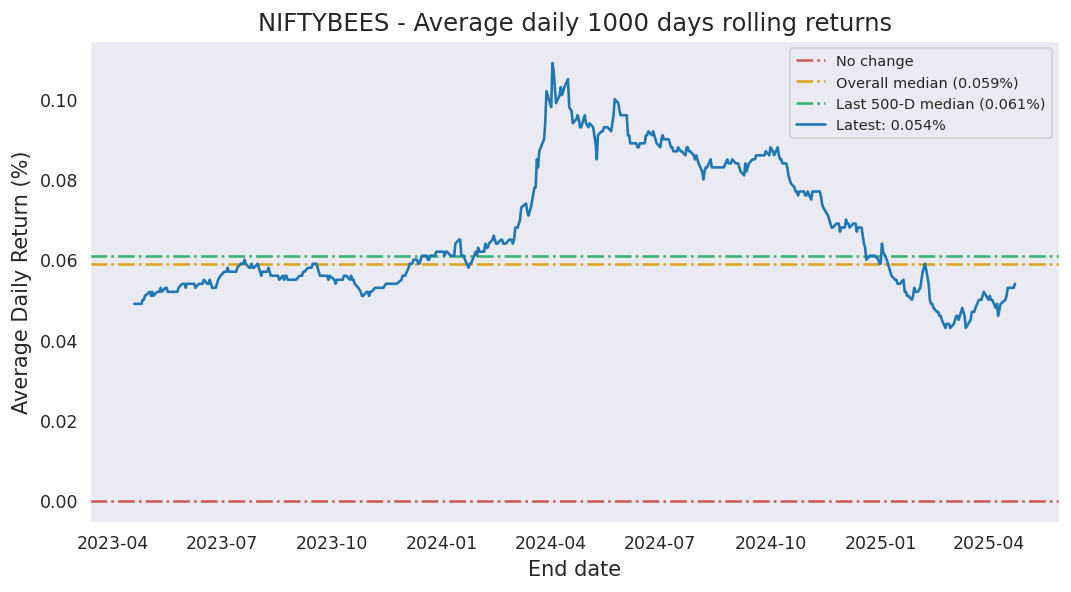 NIFTYBEES - Average daily 1000 days rolling returns
No change
Overall median (0.059%)
Last 500-D median (0.061%)
Latest: 0.054%
Average Daily Return (%)
0.10
0.08
0.06
0.04
0.02
0.00
2023-04 2023-07 2023-10 2024-01 2024-04 2024-07 2024-10 2025-01 2025-04
End date